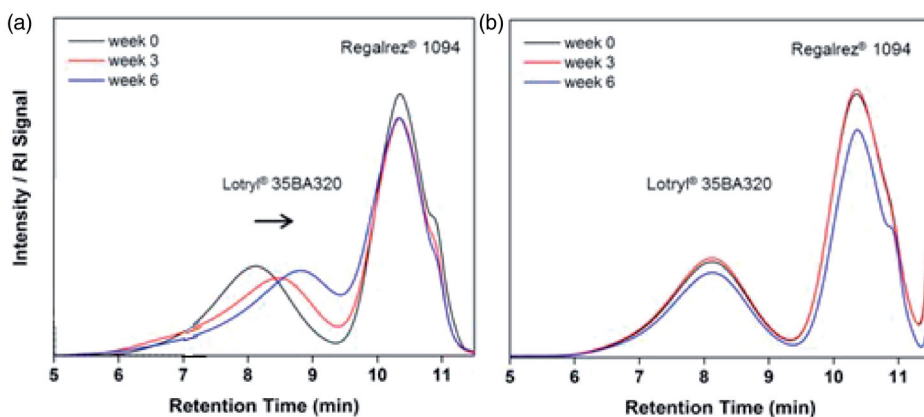 (a)
week 0
week 3
week 6
Regalrez® 1094
Lotryl® 35BA320
Intensity / RI Signal
5 6 7 8 9 10 11
Retention Time (min)
(b)
week 0
week 3
week 6
Regalrez® 1094
Lotryl® 35BA320
5 6 7 8 9 10 11
Retention Time (min)